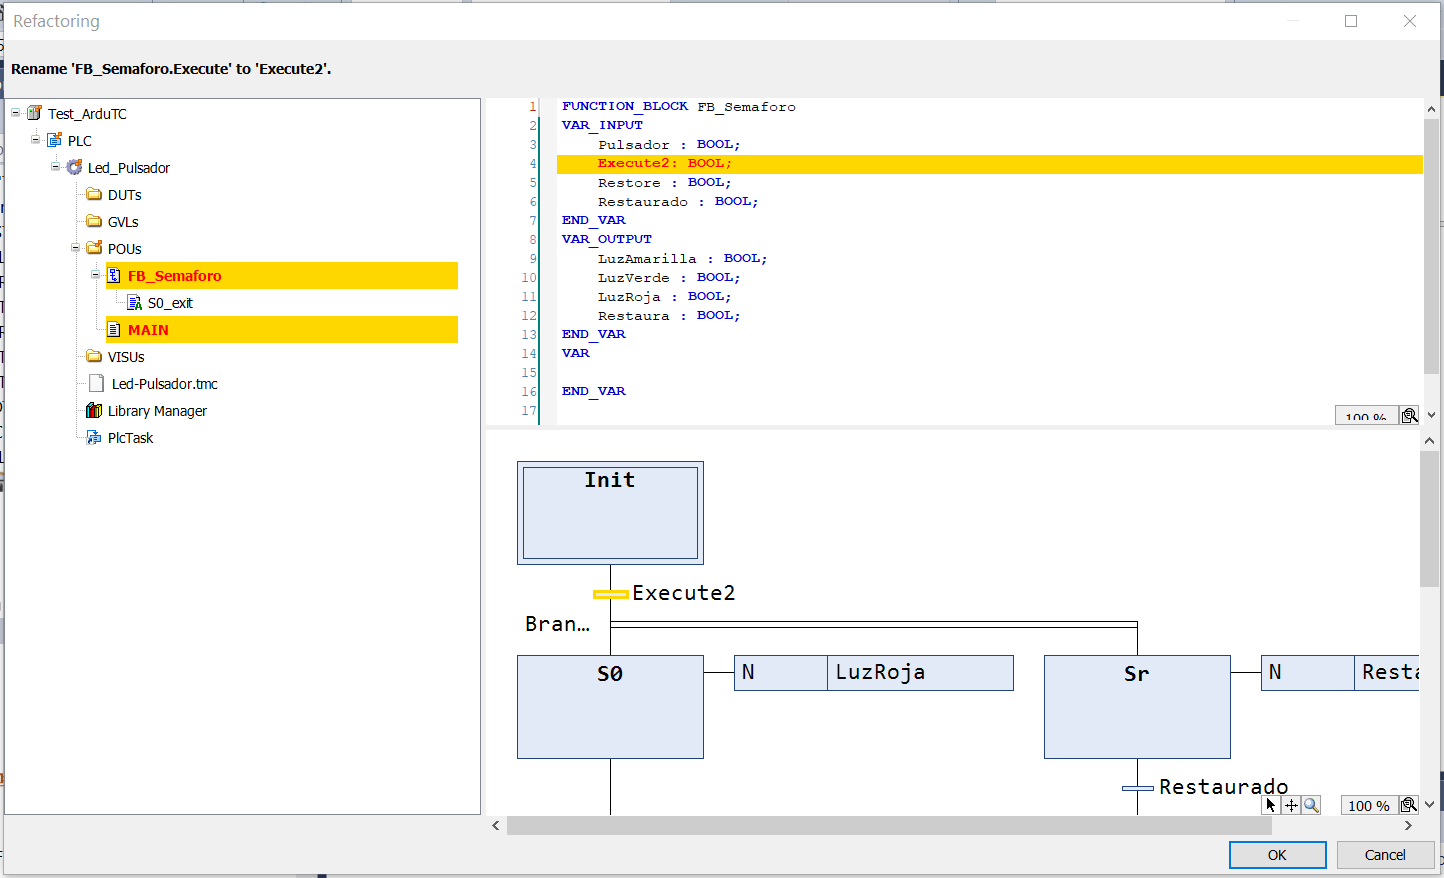 Refactoring
Rename 'FB_Semaforo.Execute' to 'Execute2'.
Test_ArduTC
PLC
Led_Pulsador
DUTs
GVLs
POUs
FB_Semaforo
S0_exit
MAIN
VISUs
Led-Pulsador.tmc
Library Manager
PlcTask
1 FUNCTION_BLOCK FB_Semaforo
2 VAR_INPUT
3 Pulsador : BOOL;
4 Execute2: BOOL;
5 Restore : BOOL;
6 Restaurado : BOOL;
7 END_VAR
8 VAR_OUTPUT
9 LuzAmarilla : BOOL;
10 LuzVerde : BOOL;
11 LuzRoja : BOOL;
12 Restaura : BOOL;
13 END_VAR
14 VAR
15
16 END_VAR
17
100 %
Init
Execute2
Bran...
S0 N LuzRoja Sr N Resta
Restaurado
100 %
OK Cancel